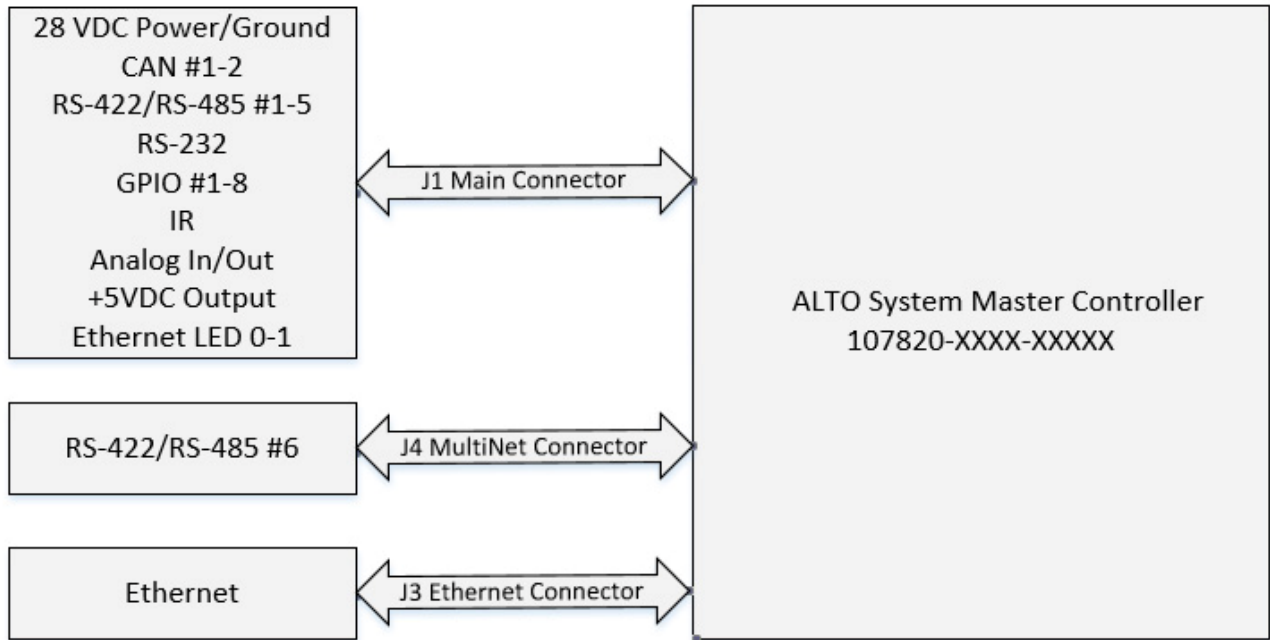 28 VDC Power/Ground
CAN #1-2
RS-422/RS-485 #1-5
RS-232
GPIO #1-8
IR
Analog In/Out
+5VDC Output
Ethernet LED 0-1
J1 Main Connector
ALTO System Master Controller
107820-XXXX-XXXXX
RS-422/RS-485 #6
J4 MultiNet Connector
Ethernet
J3 Ethernet Connector